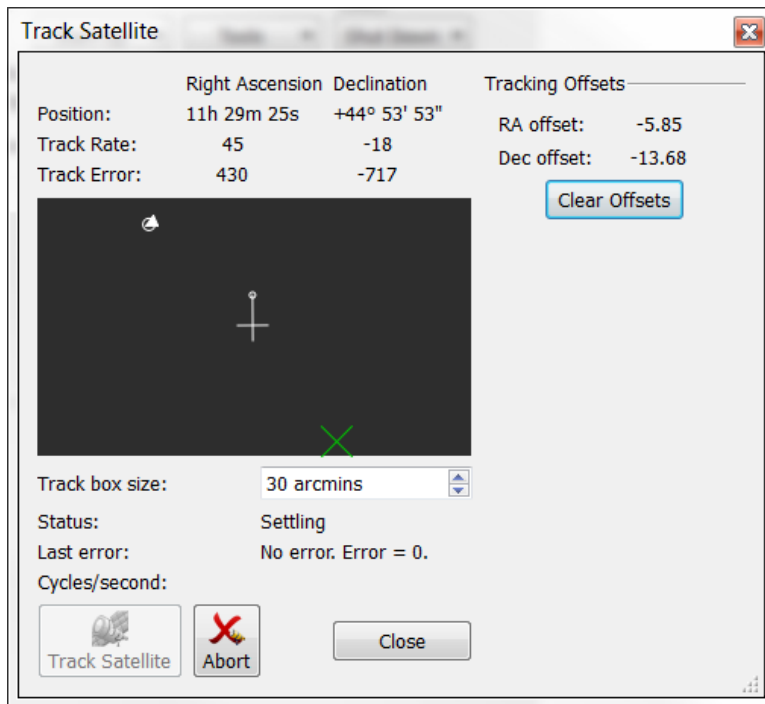 Track Satellite
Right Ascension Declination
Position: 11h 29m 25s +44º 53' 53"
Track Rate: 45 -18
Track Error: 430 -717
Tracking Offsets
RA offset: -5.85
Dec offset: -13.68
Clear Offsets
Track box size: 30 arcmins
Status: Settling
Last error: No error. Error = 0.
Cycles/second:
Track Satellite
Abort
Close